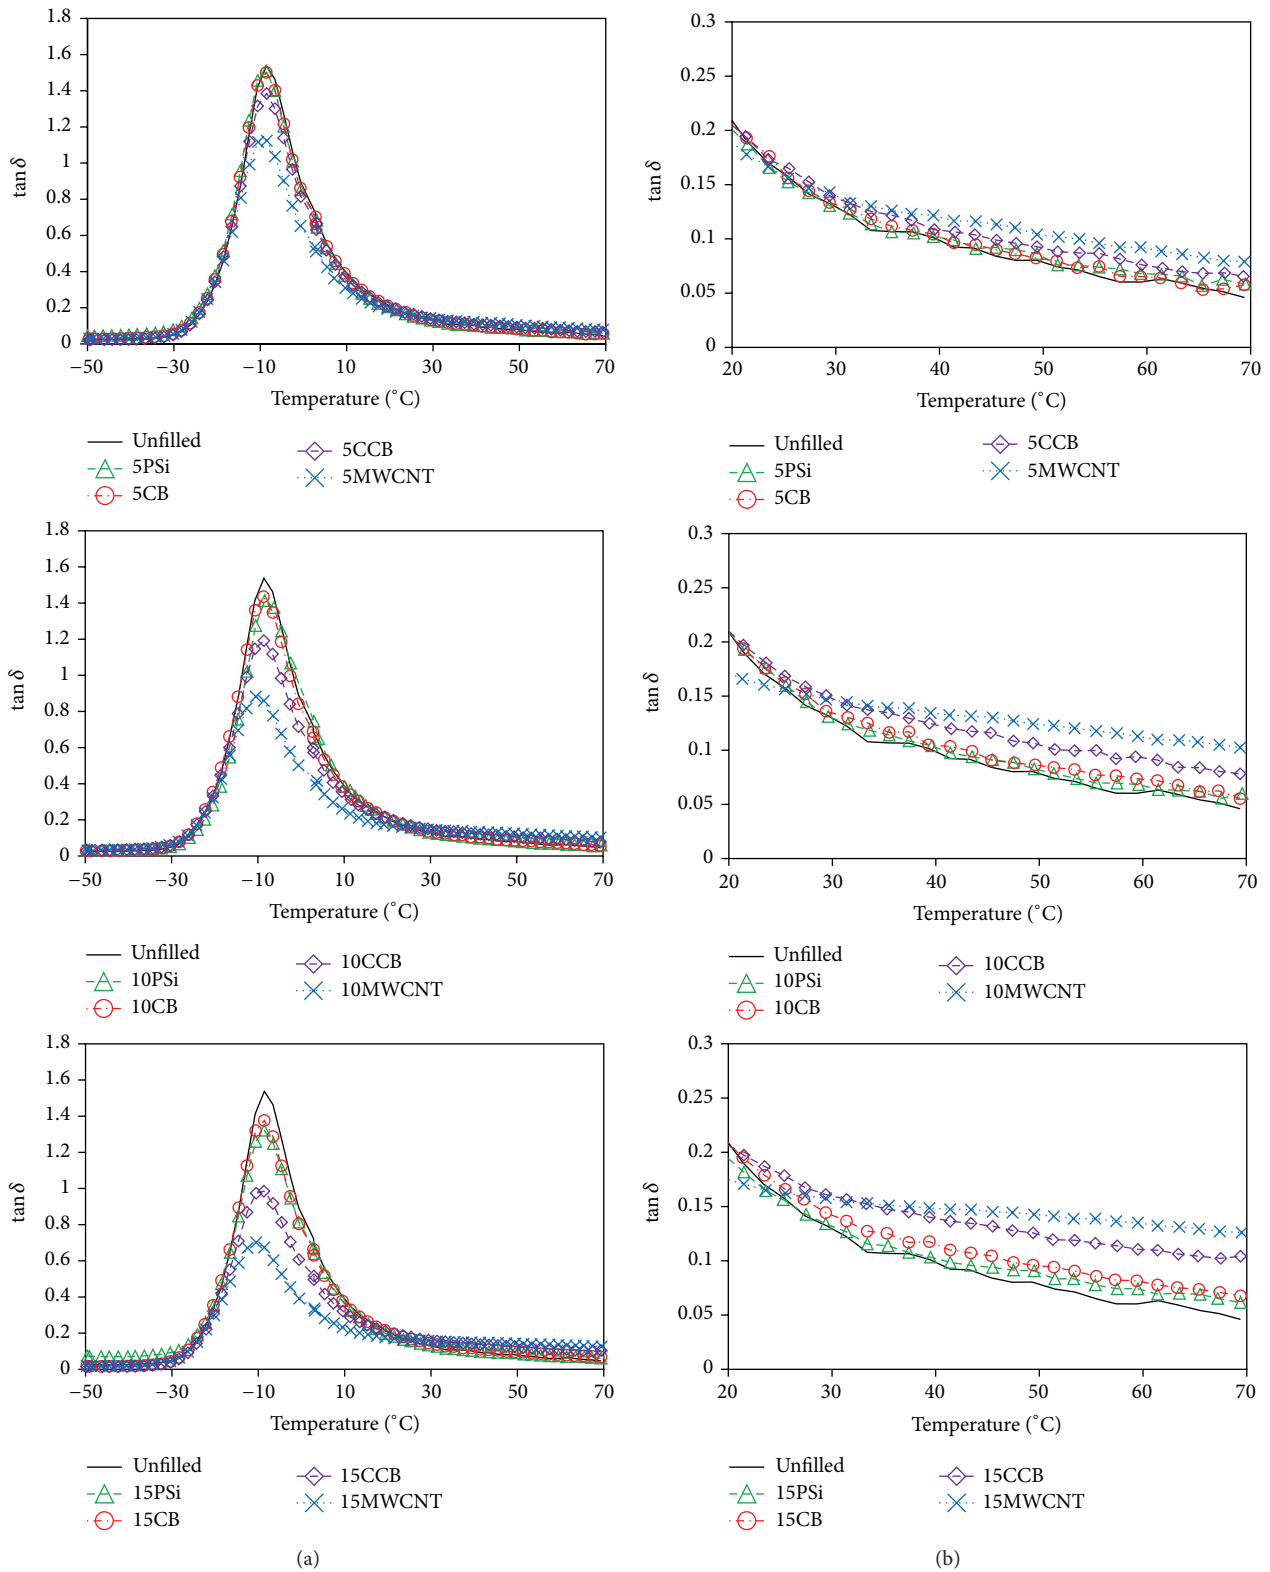 1.8
1.6
1.4
1.2
1
0.8
0.6
0.4
0.2
0
tan δ
−50 −30 −10 10 30 50 70
Temperature (°C)
Unfilled
5PSi
5CB
5CCB
5MWCNT
0.3
0.25
0.2
0.15
0.1
0.05
0
tan δ
20 30 40 50 60 70
Temperature (°C)
Unfilled
5PSi
5CB
5CCB
5MWCNT
1.8
1.6
1.4
1.2
1
0.8
0.6
0.4
0.2
0
tan δ
−50 −30 −10 10 30 50 70
Temperature (°C)
Unfilled
10PSi
10CB
10CCB
10MWCNT
0.3
0.25
0.2
0.15
0.1
0.05
0
tan δ
20 30 40 50 60 70
Temperature (°C)
Unfilled
10PSi
10CB
10CCB
10MWCNT
1.8
1.6
1.4
1.2
1
0.8
0.6
0.4
0.2
0
tan δ
−50 −30 −10 10 30 50 70
Temperature (°C)
Unfilled
15PSi
15CB
15CCB
15MWCNT
(a)
0.3
0.25
0.2
0.15
0.1
0.05
0
tan δ
20 30 40 50 60 70
Temperature (°C)
Unfilled
15PSi
15CB
15CCB
15MWCNT
(b)